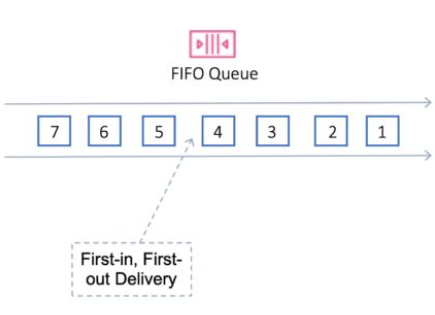 FIFO Queue
7 6 5 4 3 2 1
First-in, First-
out Delivery